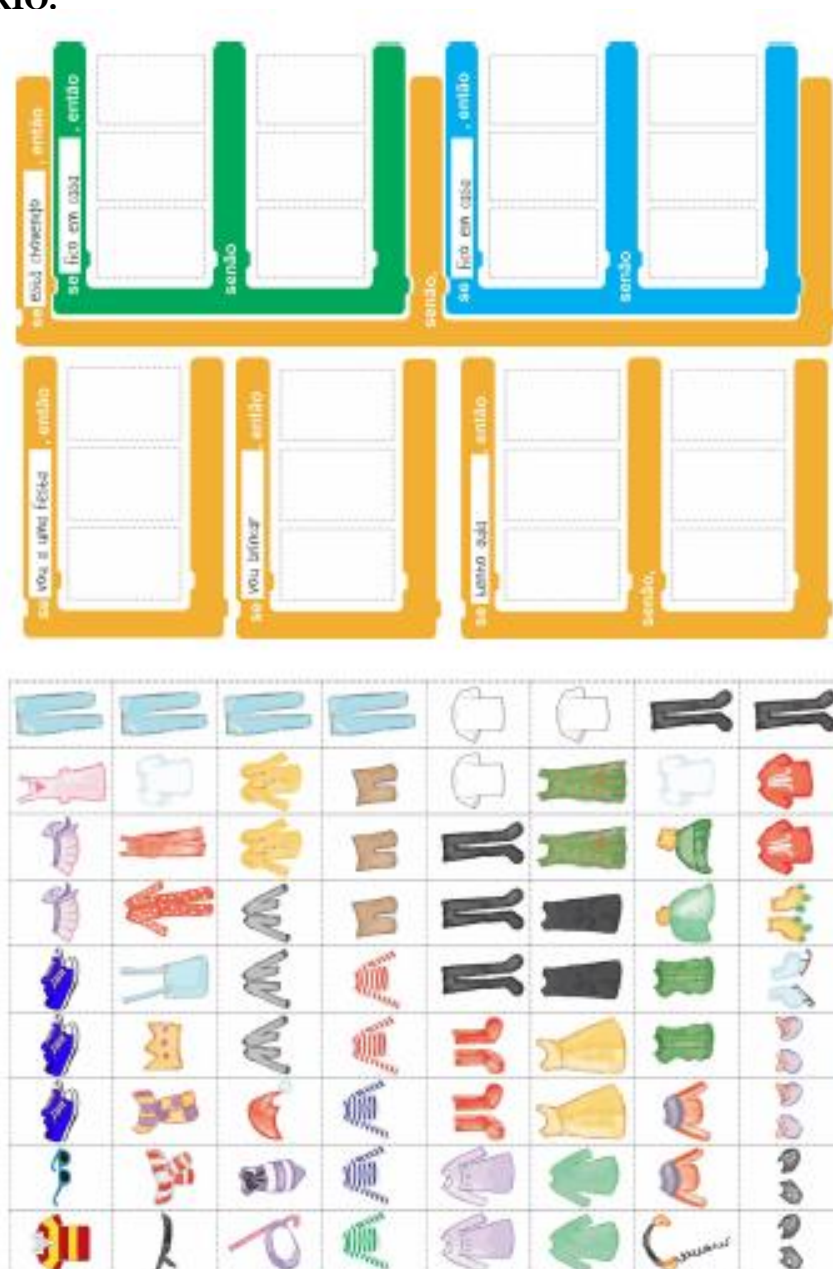 se está chovendo , então
se fico em casa , então
senão
senão,
se fico em casa , então
senão
se vou a uma festa , então
se vou brincar , então
se tenho aula , então
senão,